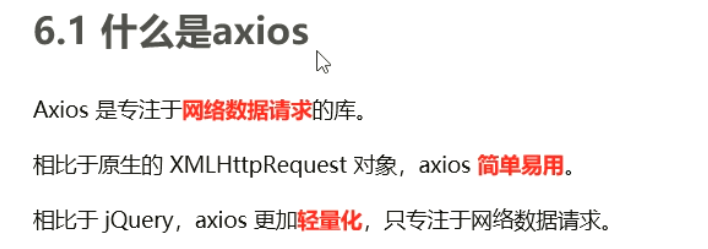 6.1 什么是axios
Axios 是专注于网络数据请求的库。
相比于原生的 XMLHttpRequest 对象，axios 简单易用。
相比于 jQuery，axios 更加轻量化，只专注于网络数据请求。